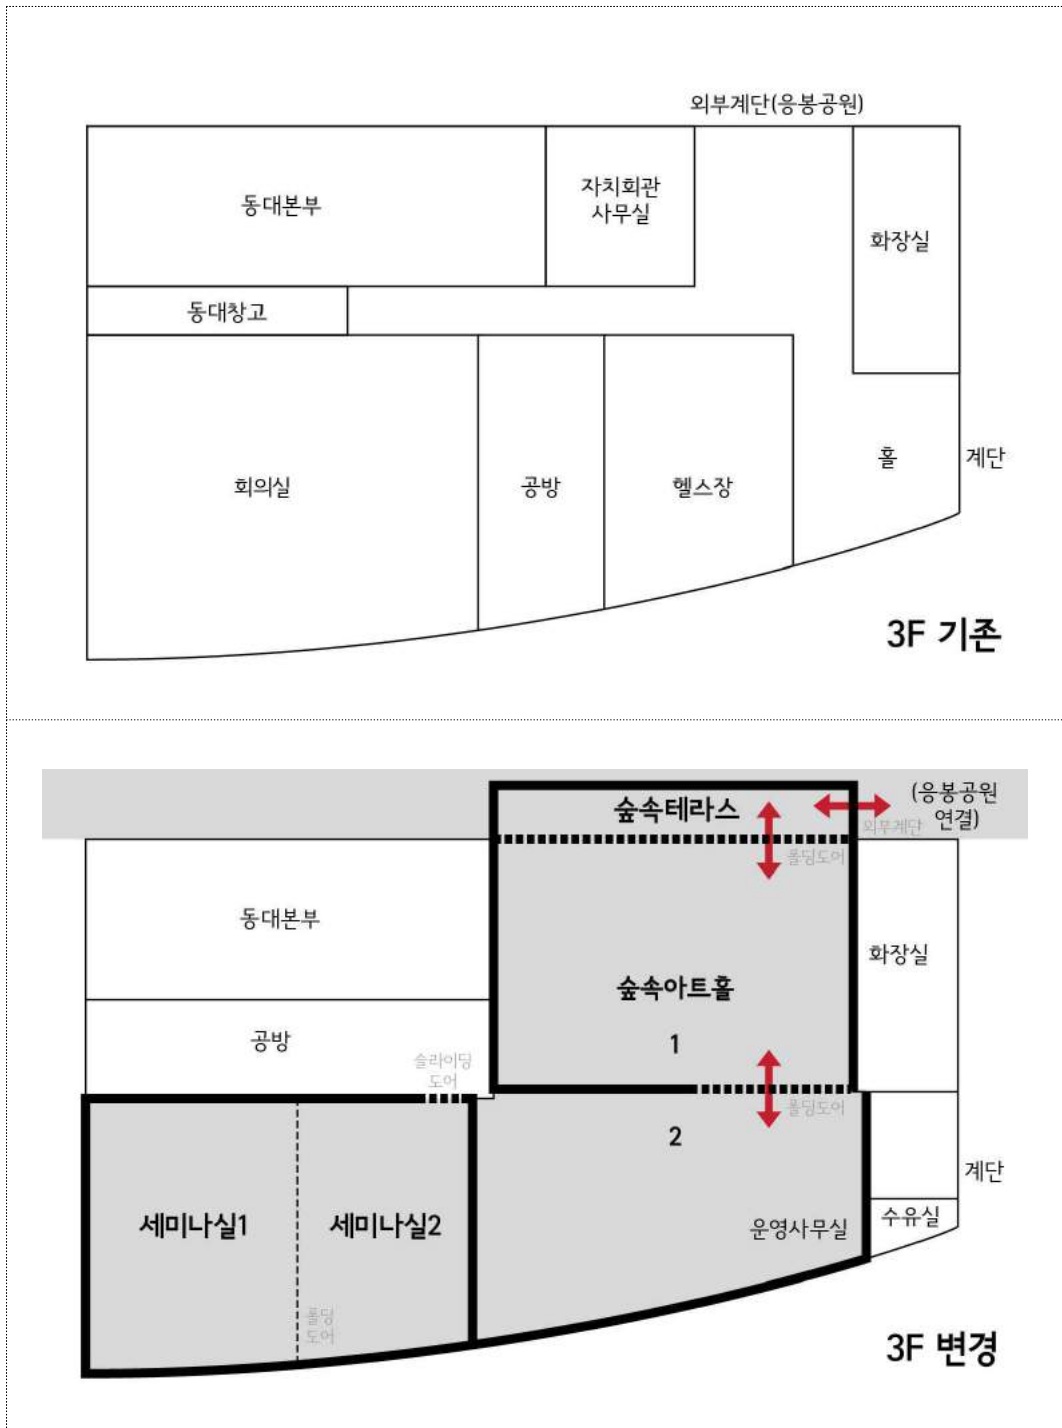 외부계단(응봉공원)
동대본부
자치회관
사무실
화장실
동대창고
회의실
공방
헬스장
홀
계단
3F 기존
숲속테라스
(응봉공원
연결)
외부계단
폴딩도어
동대본부
숲속아트홀
화장실
1
공방
슬라이딩
도어
폴딩도어
2
계단
세미나실1
세미나실2
운영사무실
수유실
폴딩
도어
3F 변경